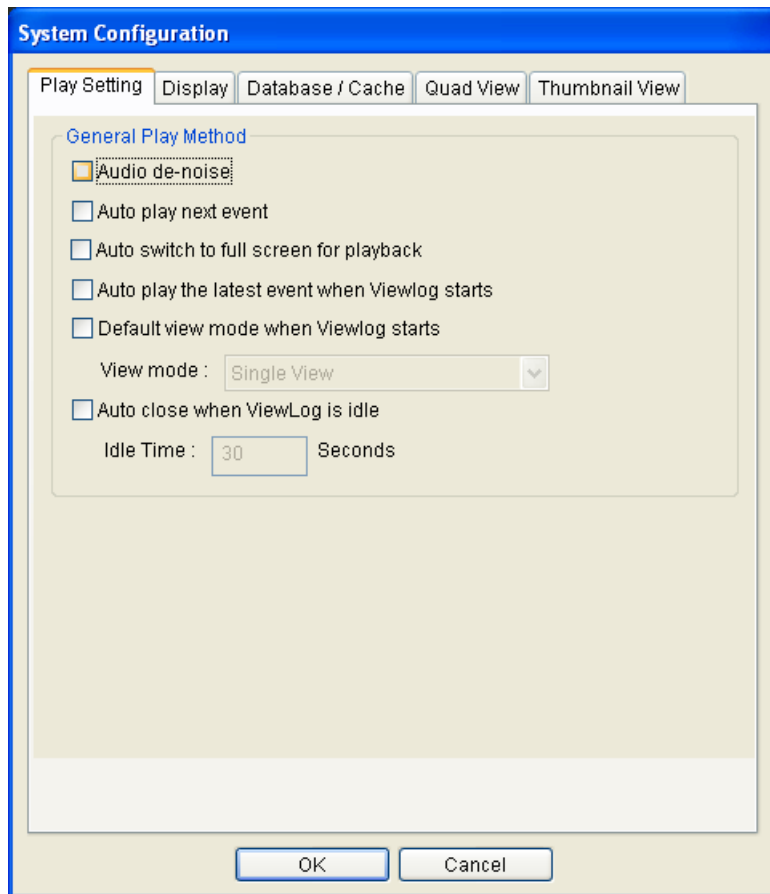 System Configuration
Play Setting Display Database / Cache Quad View Thumbnail View
General Play Method
Audio de-noise
Auto play next event
Auto switch to full screen for playback
Auto play the latest event when Viewlog starts
Default view mode when Viewlog starts
View mode : Single View
Auto close when ViewLog is idle
Idle Time : 30 Seconds
OK Cancel